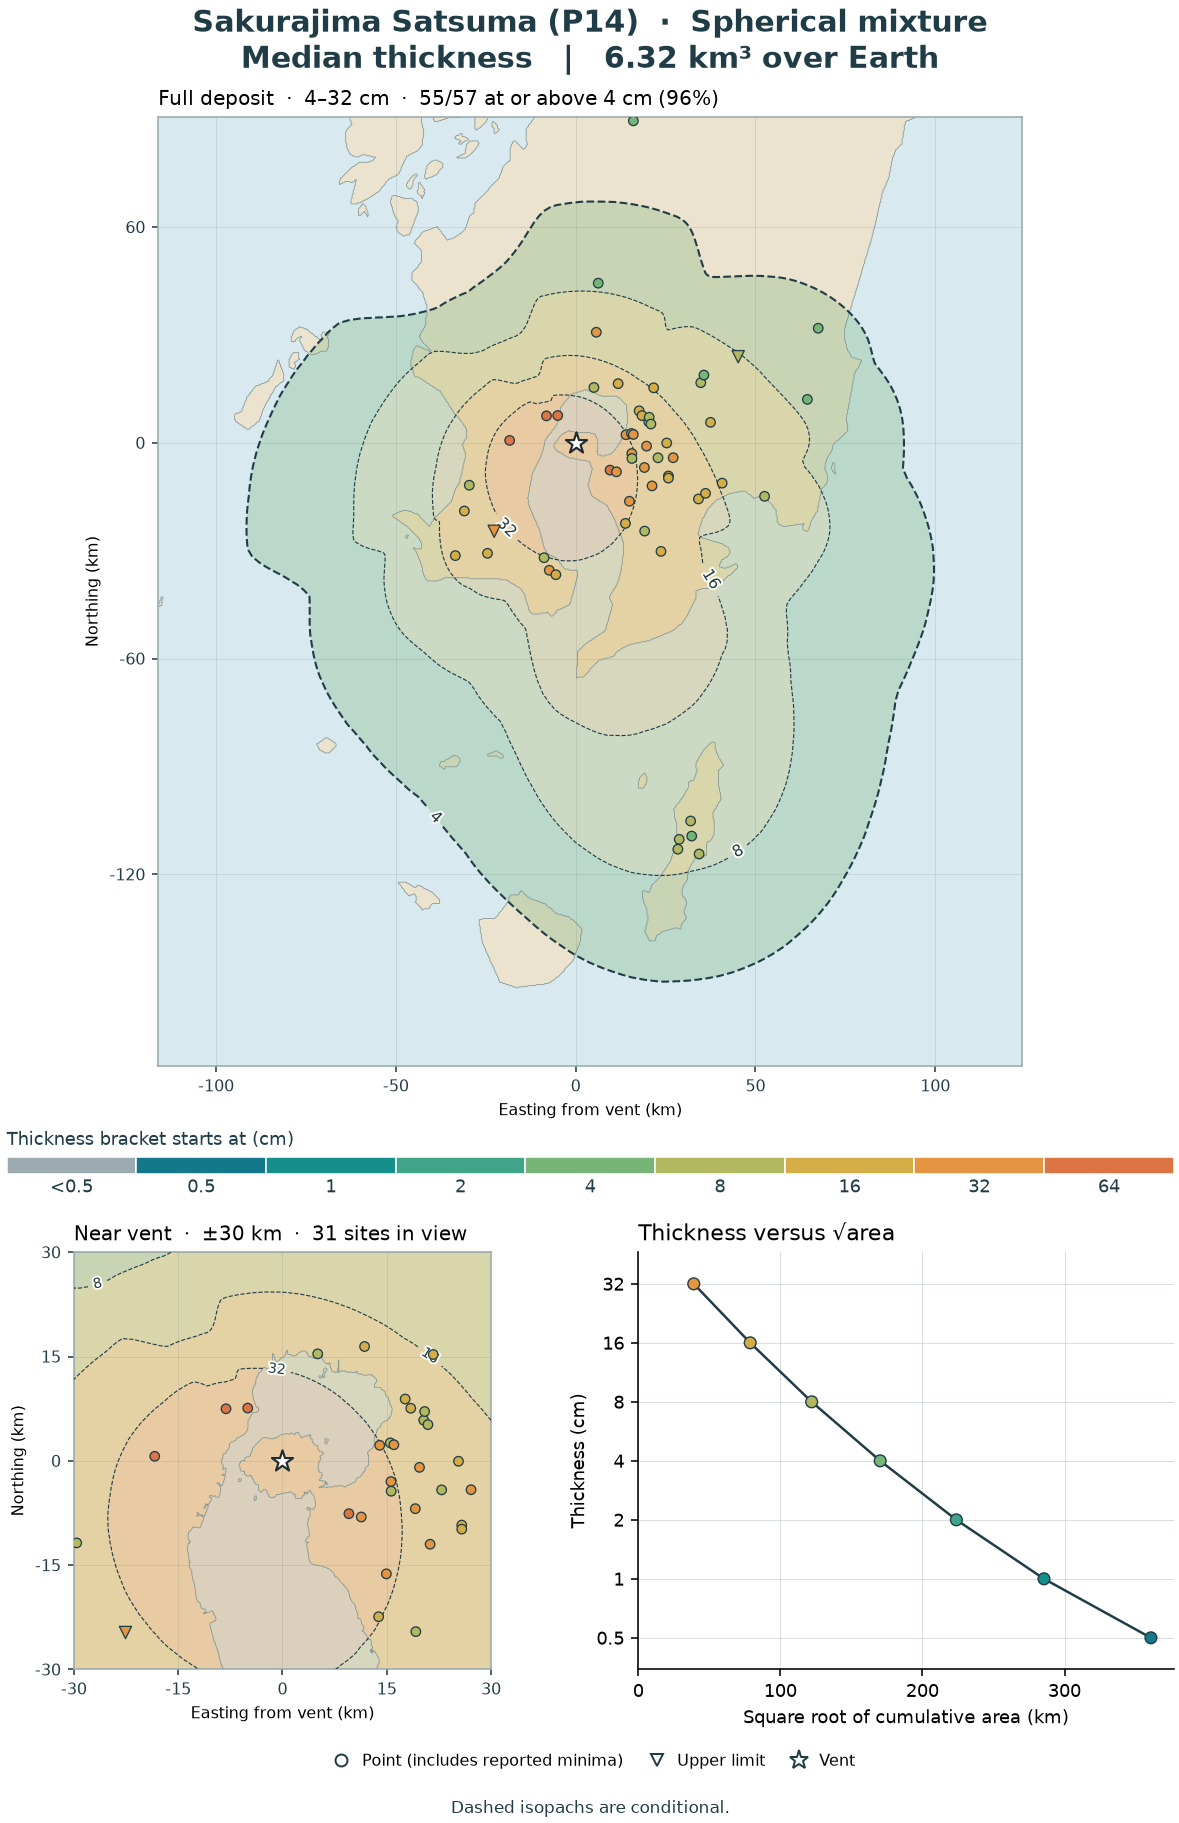 Sakurajima Satsuma (P14)  ·  Spherical mixture
Median thickness  |  6.32 km³ over Earth
Full deposit  ·  4–32 cm  ·  55/57 at or above 4 cm (96%)
60
0
-60
-120
Northing (km)
32
16
8
4
-100
-50
0
50
100
Easting from vent (km)
Thickness bracket starts at (cm)
<0.5
0.5
1
2
4
8
16
32
64
Near vent  ·  ±30 km  ·  31 sites in view
30
15
0
-15
-30
Northing (km)
8
32
-30
-15
0
15
30
Easting from vent (km)
Thickness versus √area
32
16
8
4
2
1
0.5
Thickness (cm)
0
100
200
300
Square root of cumulative area (km)
Point (includes reported minima)
Upper limit
Vent
Dashed isopachs are conditional.